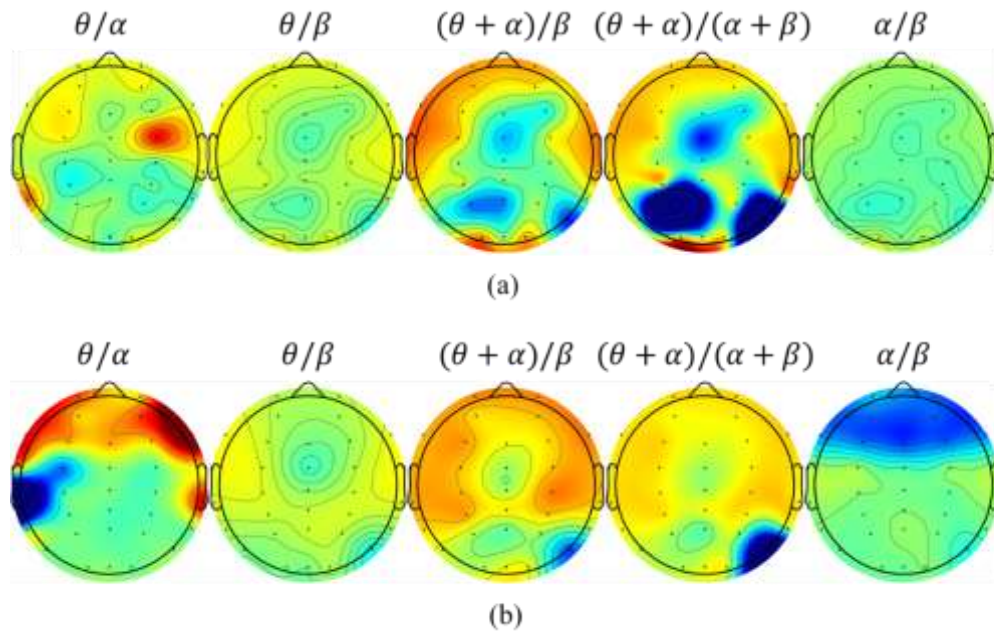 θ/α θ/β (θ + α)/β (θ + α)/(α + β) α/β
(a)
θ/α θ/β (θ + α)/β (θ + α)/(α + β) α/β
(b)